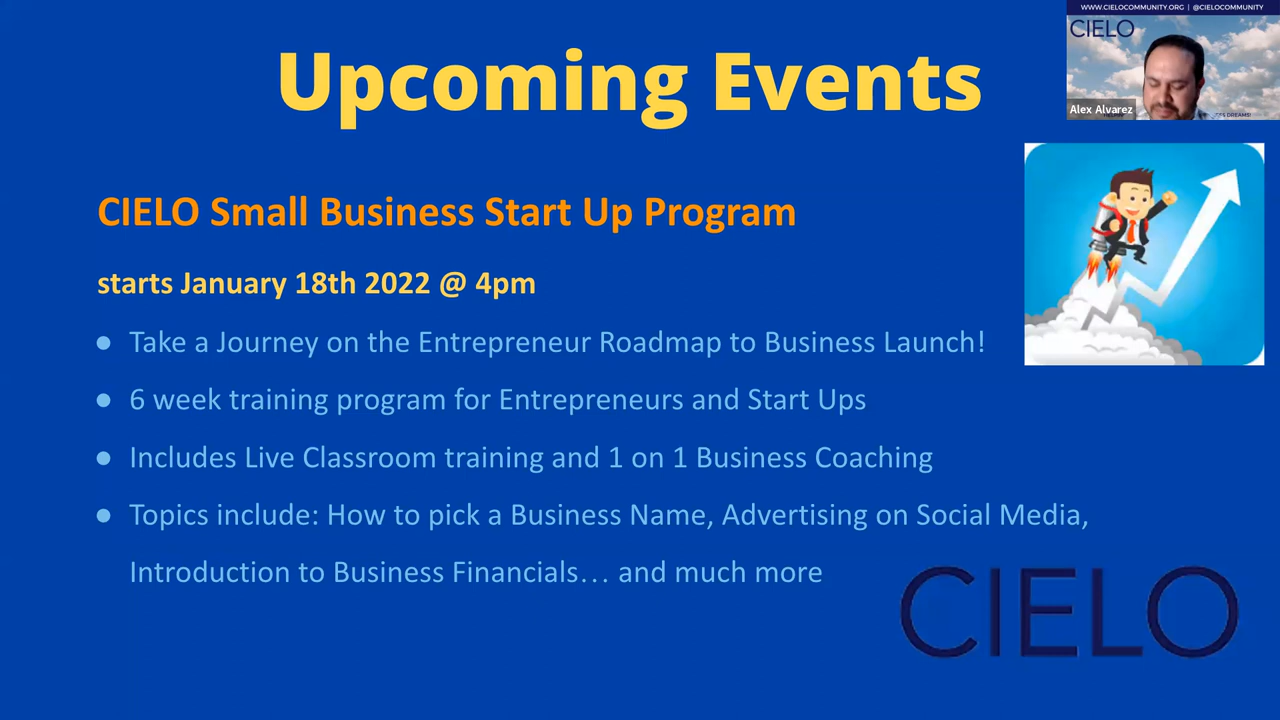 WWW.CIELOCOMMUNITY.ORG | @CIELOCOMMUNITY
CIELO
Alex Alvarez
DREAMS!
Upcoming Events
CIELO Small Business Start Up Program
starts January 18th 2022 @ 4pm
● Take a Journey on the Entrepreneur Roadmap to Business Launch!
● 6 week training program for Entrepreneurs and Start Ups
● Includes Live Classroom training and 1 on 1 Business Coaching
● Topics include: How to pick a Business Name, Advertising on Social Media,
Introduction to Business Financials... and much more
CIELO